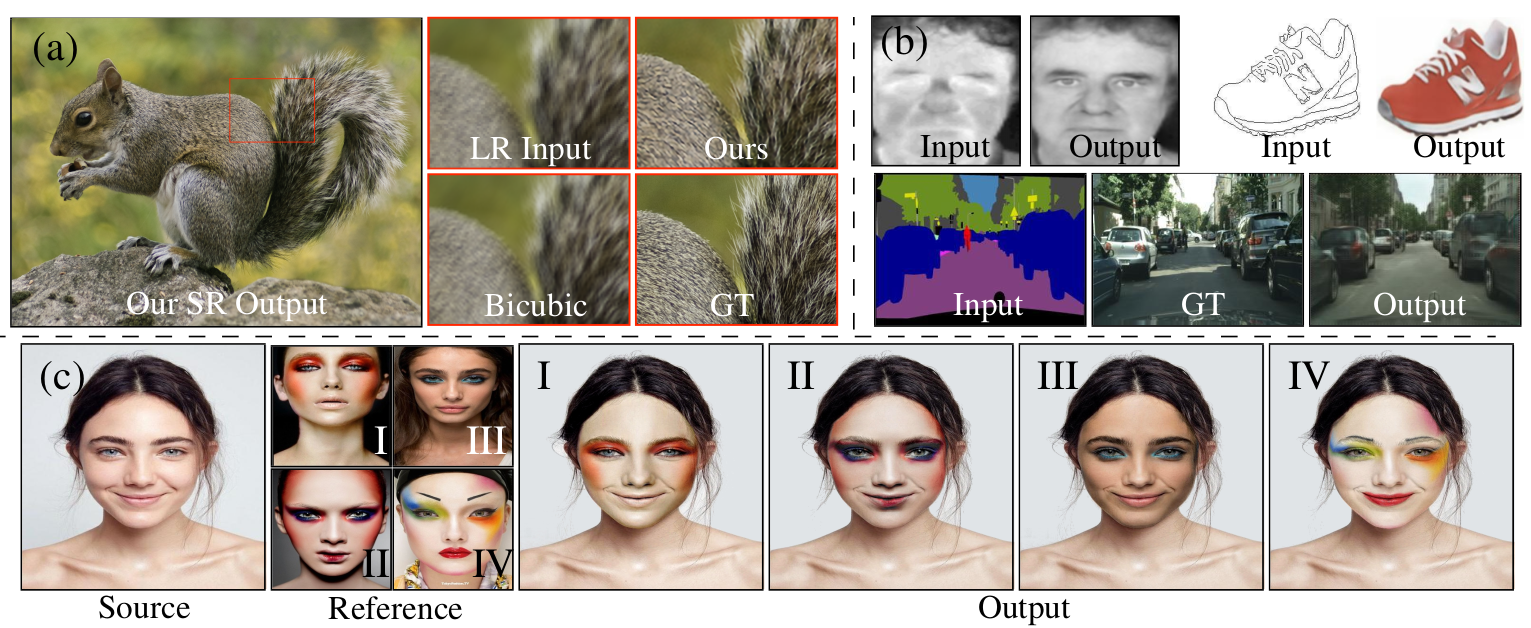 (a)
LR Input
Ours
Bicubic
GT
Our SR Output
(b)
Input
Output
N
Input
N
Output
Input
GT
Output
(c)
I
III
II
IV
I
II
III
IV
Source
Reference
Output